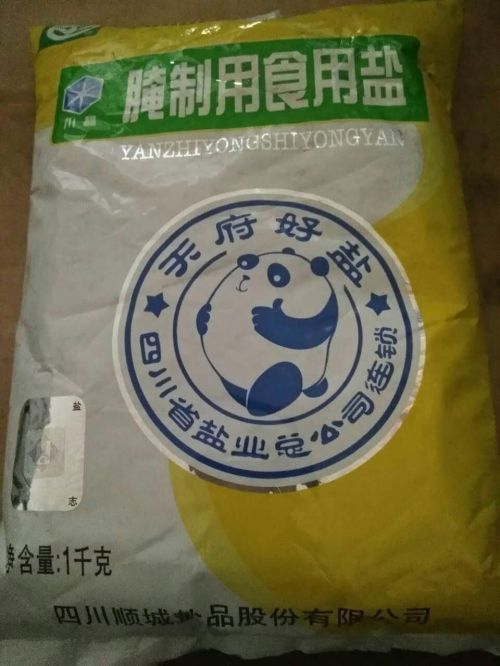 川晶
腌制用食用盐
YANZHIYONGSHIYONGYAN
天府好盐
四川省盐业总公司连锁
盐
志
净含量:1千克
四川顺城盐品股份有限公司